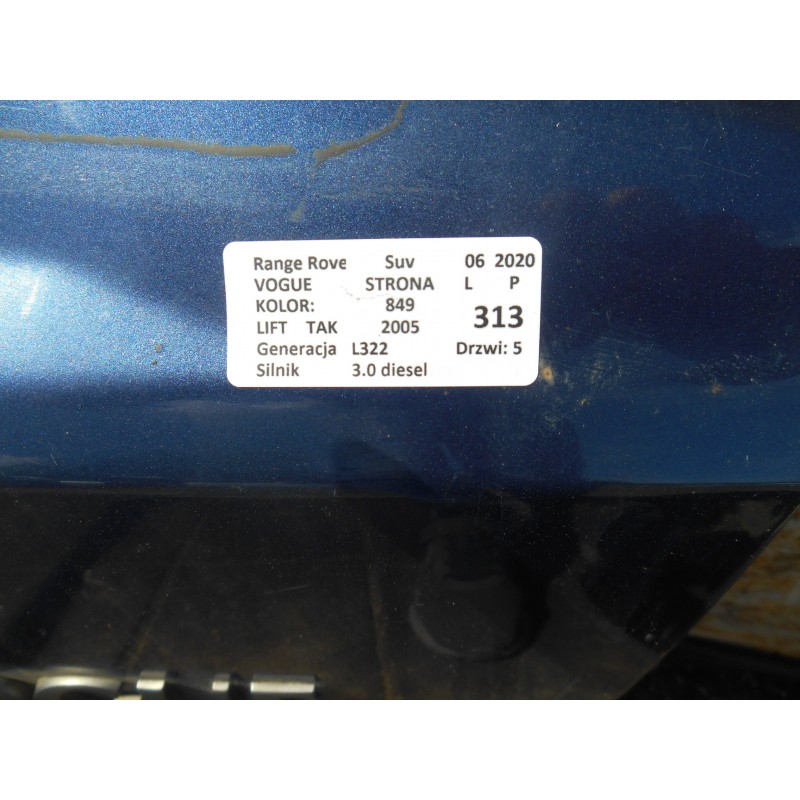 Range Rove Suv 06 2020
VOGUE STRONA L P
KOLOR: 849 313
LIFT TAK 2005
Generacja L322 Drzwi: 5
Silnik 3.0 diesel